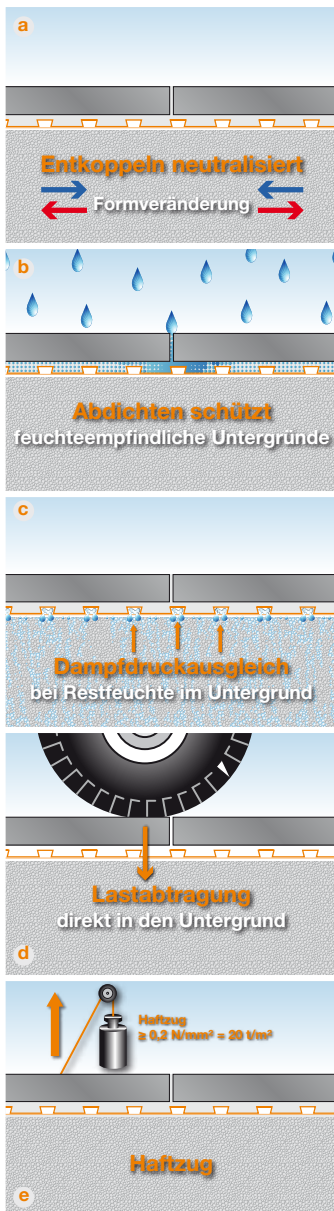 a
Entkoppeln neutralisiert
Formveränderung
b
Abdichten schützt
feuchteempfindliche Untergründe
c
Dampfdruckausgleich
bei Restfeuchte im Untergrund
Lastabtragung
direkt in den Untergrund
d
Haftzug
≥ 0,2 N/mm² = 20 t/m²
Haftzug
e